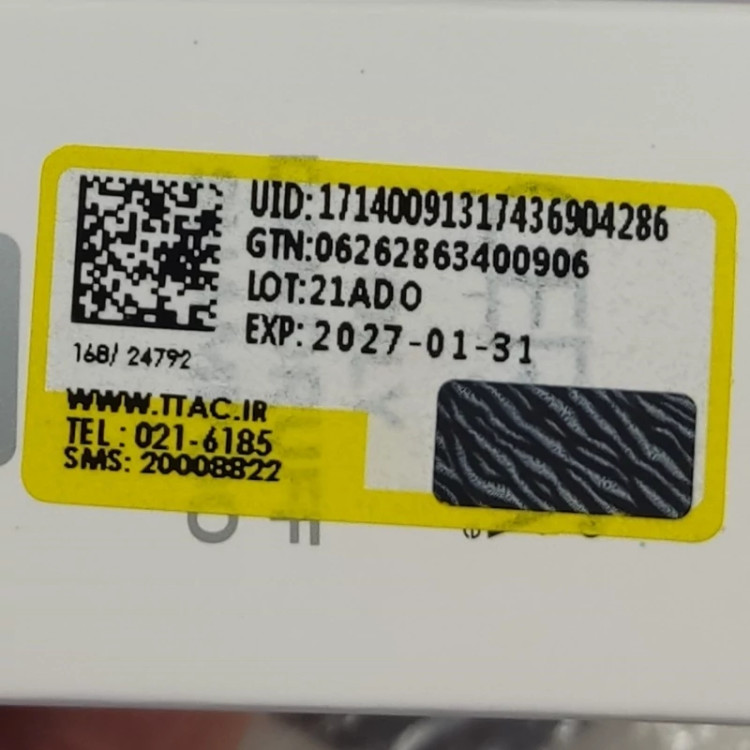 UID:17140091317436904286
GTN:06262863400906
LOT:21ADO
EXP: 2027-01-31
168/ 24792
WWW.TTAC.IR
TEL : 021-6185
SMS: 20008822